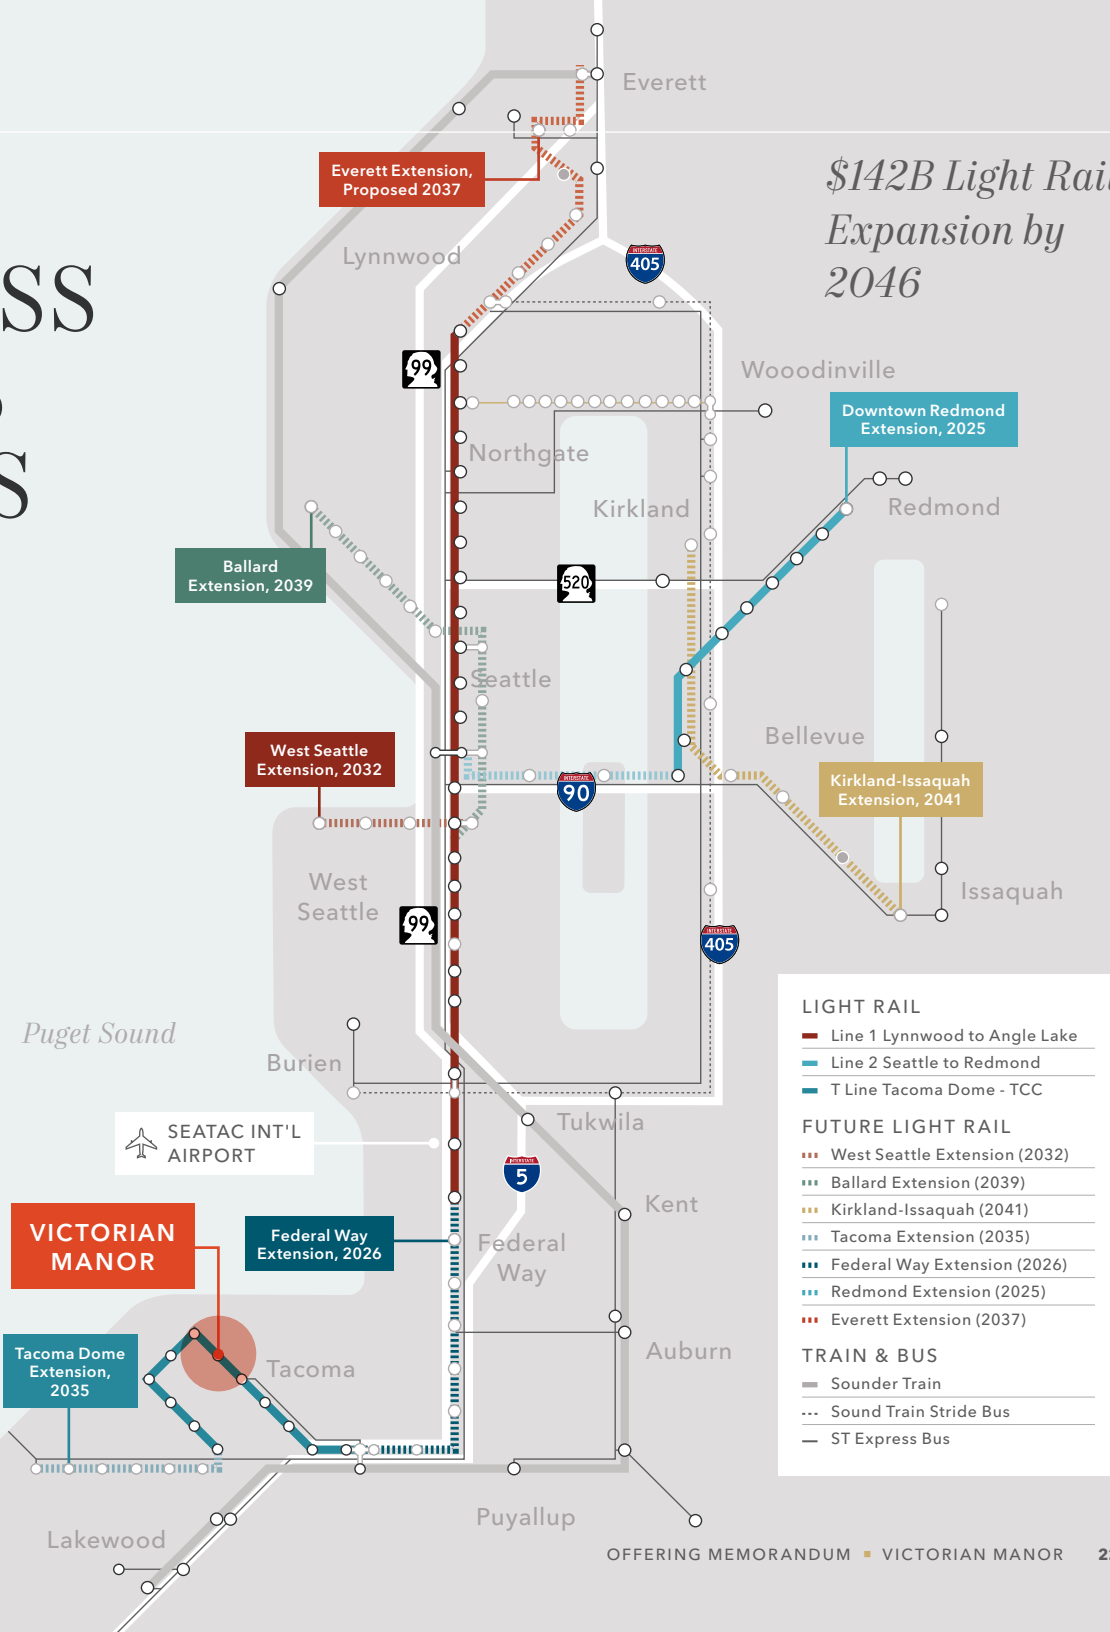 Everett
Everett Extension,
Proposed 2037
$142B Light Rail
Expansion by
2046
Lynnwood
INTERSTATE
405
SS
99
Wooodinville
Downtown Redmond
Extension, 2025
Northgate
S
Kirkland
Redmond
Ballard
Extension, 2039
520
Seattle
West Seattle
Extension, 2032
Bellevue
INTERSTATE
90
Kirkland-Issaquah
Extension, 2041
West
Seattle
Issaquah
99
INTERSTATE
405
Puget Sound
Burien
LIGHT RAIL
Line 1 Lynnwood to Angle Lake
Line 2 Seattle to Redmond
T Line Tacoma Dome - TCC
FUTURE LIGHT RAIL
West Seattle Extension (2032)
Ballard Extension (2039)
Kirkland-Issaquah (2041)
Tacoma Extension (2035)
Federal Way Extension (2026)
Redmond Extension (2025)
Everett Extension (2037)
TRAIN & BUS
Sounder Train
Sound Train Stride Bus
ST Express Bus
Tukwila
SEATAC INT'L
AIRPORT
INTERSTATE
5
Kent
VICTORIAN
MANOR
Federal Way
Extension, 2026
Federal
Way
Tacoma Dome
Extension,
2035
Tacoma
Auburn
Puyallup
Lakewood
OFFERING MEMORANDUM ▪ VICTORIAN MANOR 2